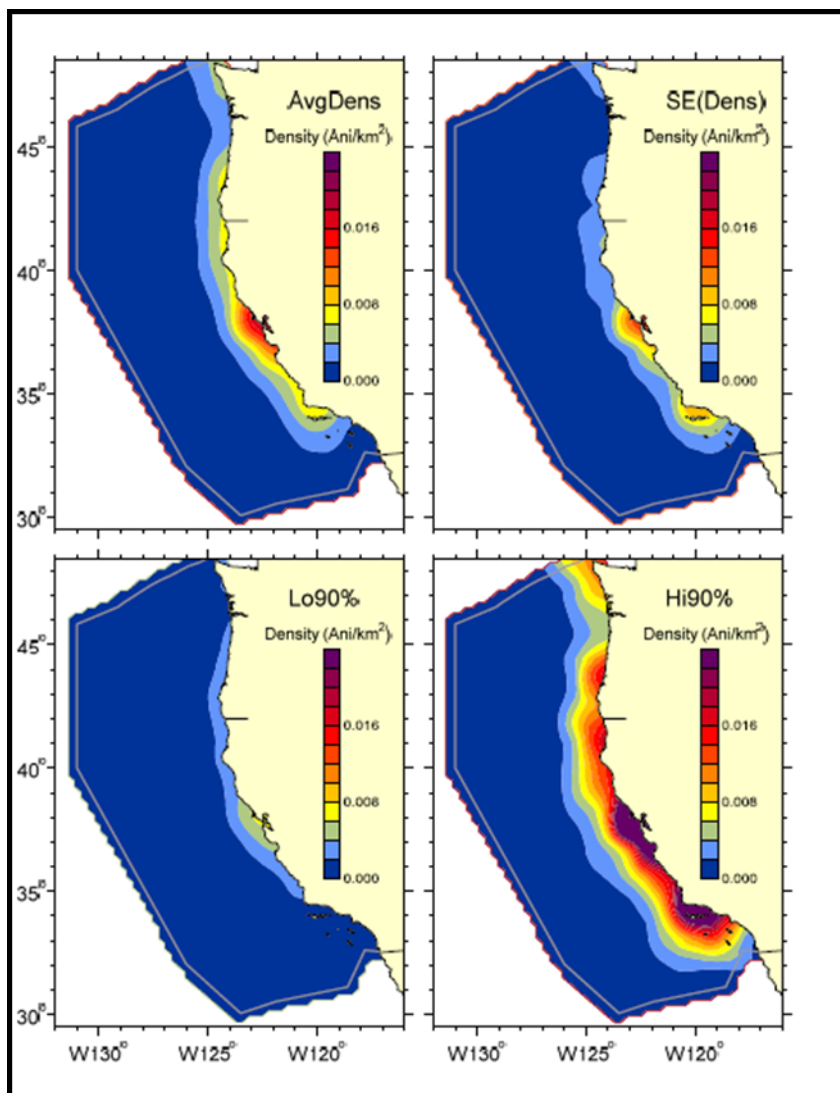 AvgDens
Density (Ani/km²)
0.016
0.008
0.000
45°
40°
35°
30°
SE(Dens)
Density (Ani/km²)
0.016
0.008
0.000
Lo90%
Density (Ani/km²)
0.016
0.008
0.000
45°
40°
35°
30°
W130° W125° W120°
Hi90%
Density (Ani/km²)
0.016
0.008
0.000
W130° W125° W120°